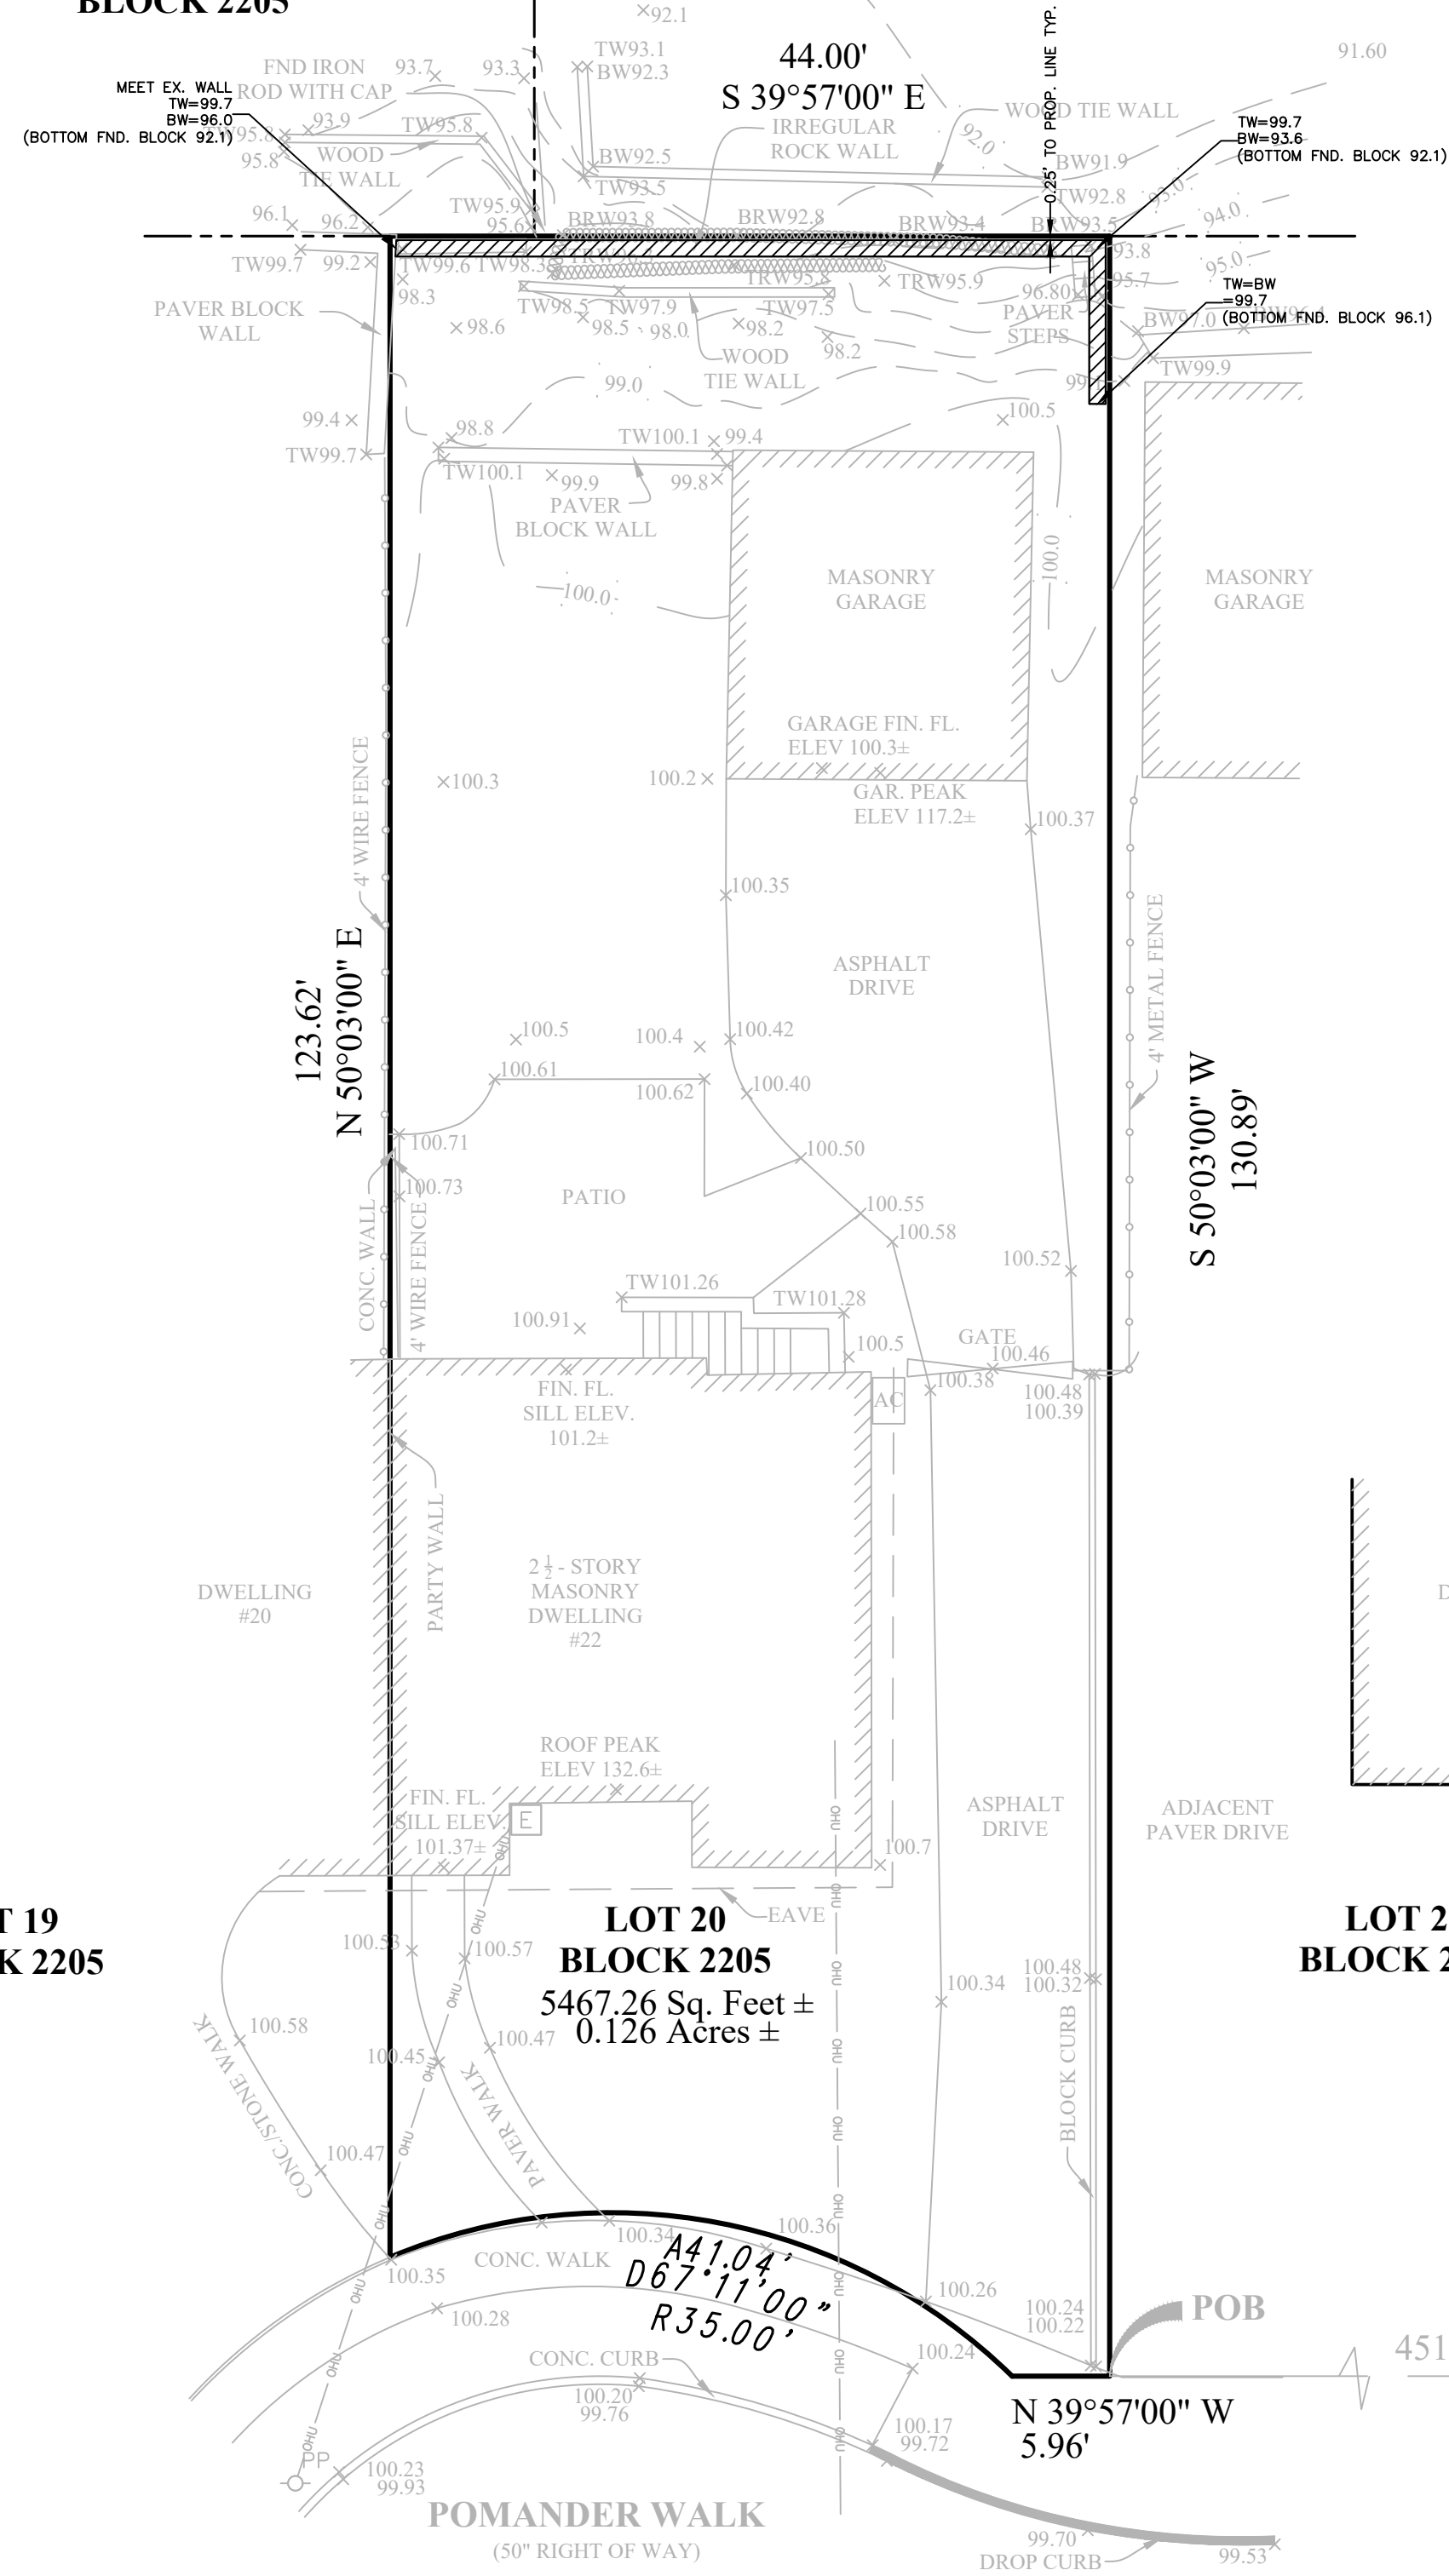 BLOCK 2205
92.1
TW93.1
BW92.3
44.00'
S 39°57'00" E
0.25' TO PROP. LINE TYP.
91.60
FND IRON
ROD WITH CAP
93.7
93.3
MEET EX. WALL
TW=99.7
BW=96.0
(BOTTOM FND. BLOCK 92.1)
93.9
TW95.8
TW95.8
95.8
WOOD
TIE WALL
IRREGULAR
ROCK WALL
WOOD TIE WALL
92.0
BW92.5
TW93.5
BW91.9
TW92.8
TW=99.7
BW=93.6
(BOTTOM FND. BLOCK 92.1)
93.0
94.0
95.0
96.1
96.2
TW95.9
95.6
BRW93.8
BRW92.8
BRW93.4
BRW93.5
93.8
TW99.7
99.2
TW99.6
98.3
TRW95.8
TRW95.9
96.80
95.7
TW=BW
=99.7
(BOTTOM FND. BLOCK 96.1)
PAVER BLOCK
WALL
98.6
TW98.5
98.5
TW97.9
98.0
98.2
TW97.5
98.2
PAVER
STEPS
BW97.0
TW99.9
WOOD
TIE WALL
99.0
99.4
TW99.7
98.8
TW100.1
99.4
TW100.1
99.9
99.8
100.5
PAVER
BLOCK WALL
100.0
100.0
MASONRY
GARAGE
MASONRY
GARAGE
GARAGE FIN. FL.
ELEV 100.3±
GAR. PEAK
ELEV 117.2±
4' WIRE FENCE
100.3
100.2
100.37
100.35
123.62'
N 50°03'00" E
ASPHALT
DRIVE
4' METAL FENCE
S 50°03'00" W
130.89'
100.5
100.4
100.42
100.61
100.62
100.40
100.71
100.73
100.50
PATIO
100.55
100.58
CONC. WALL
4' WIRE FENCE
100.52
TW101.26
TW101.28
100.91
100.5
GATE
100.46
100.38
100.48
100.39
AC
FIN. FL.
SILL ELEV.
101.2±
PARTY WALL
DWELLING
#20
2 1/2 - STORY
MASONRY
DWELLING
#22
ROOF PEAK
ELEV 132.6±
FIN. FL.
SILL ELEV.
101.37±
E
OHU
ASPHALT
DRIVE
ADJACENT
PAVER DRIVE
100.7
EAVE
T 19
K 2205
LOT 20
BLOCK 2205
5467.26 Sq. Feet ±
0.126 Acres ±
LOT 2
BLOCK 2
100.53
100.57
100.34
100.48
100.32
100.58
100.47
100.45
CONC./STONE WALK
PAVER WALK
BLOCK CURB
100.47
100.34
100.36
A41.04'
D67°11'00"
R35.00'
CONC. WALK
100.35
100.28
100.26
100.24
100.22
POB
451
100.24
CONC. CURB
100.20
99.76
N 39°57'00" W
5.96'
100.17
99.72
PP
100.23
99.93
POMANDER WALK
(50" RIGHT OF WAY)
99.70
DROP CURB
99.53